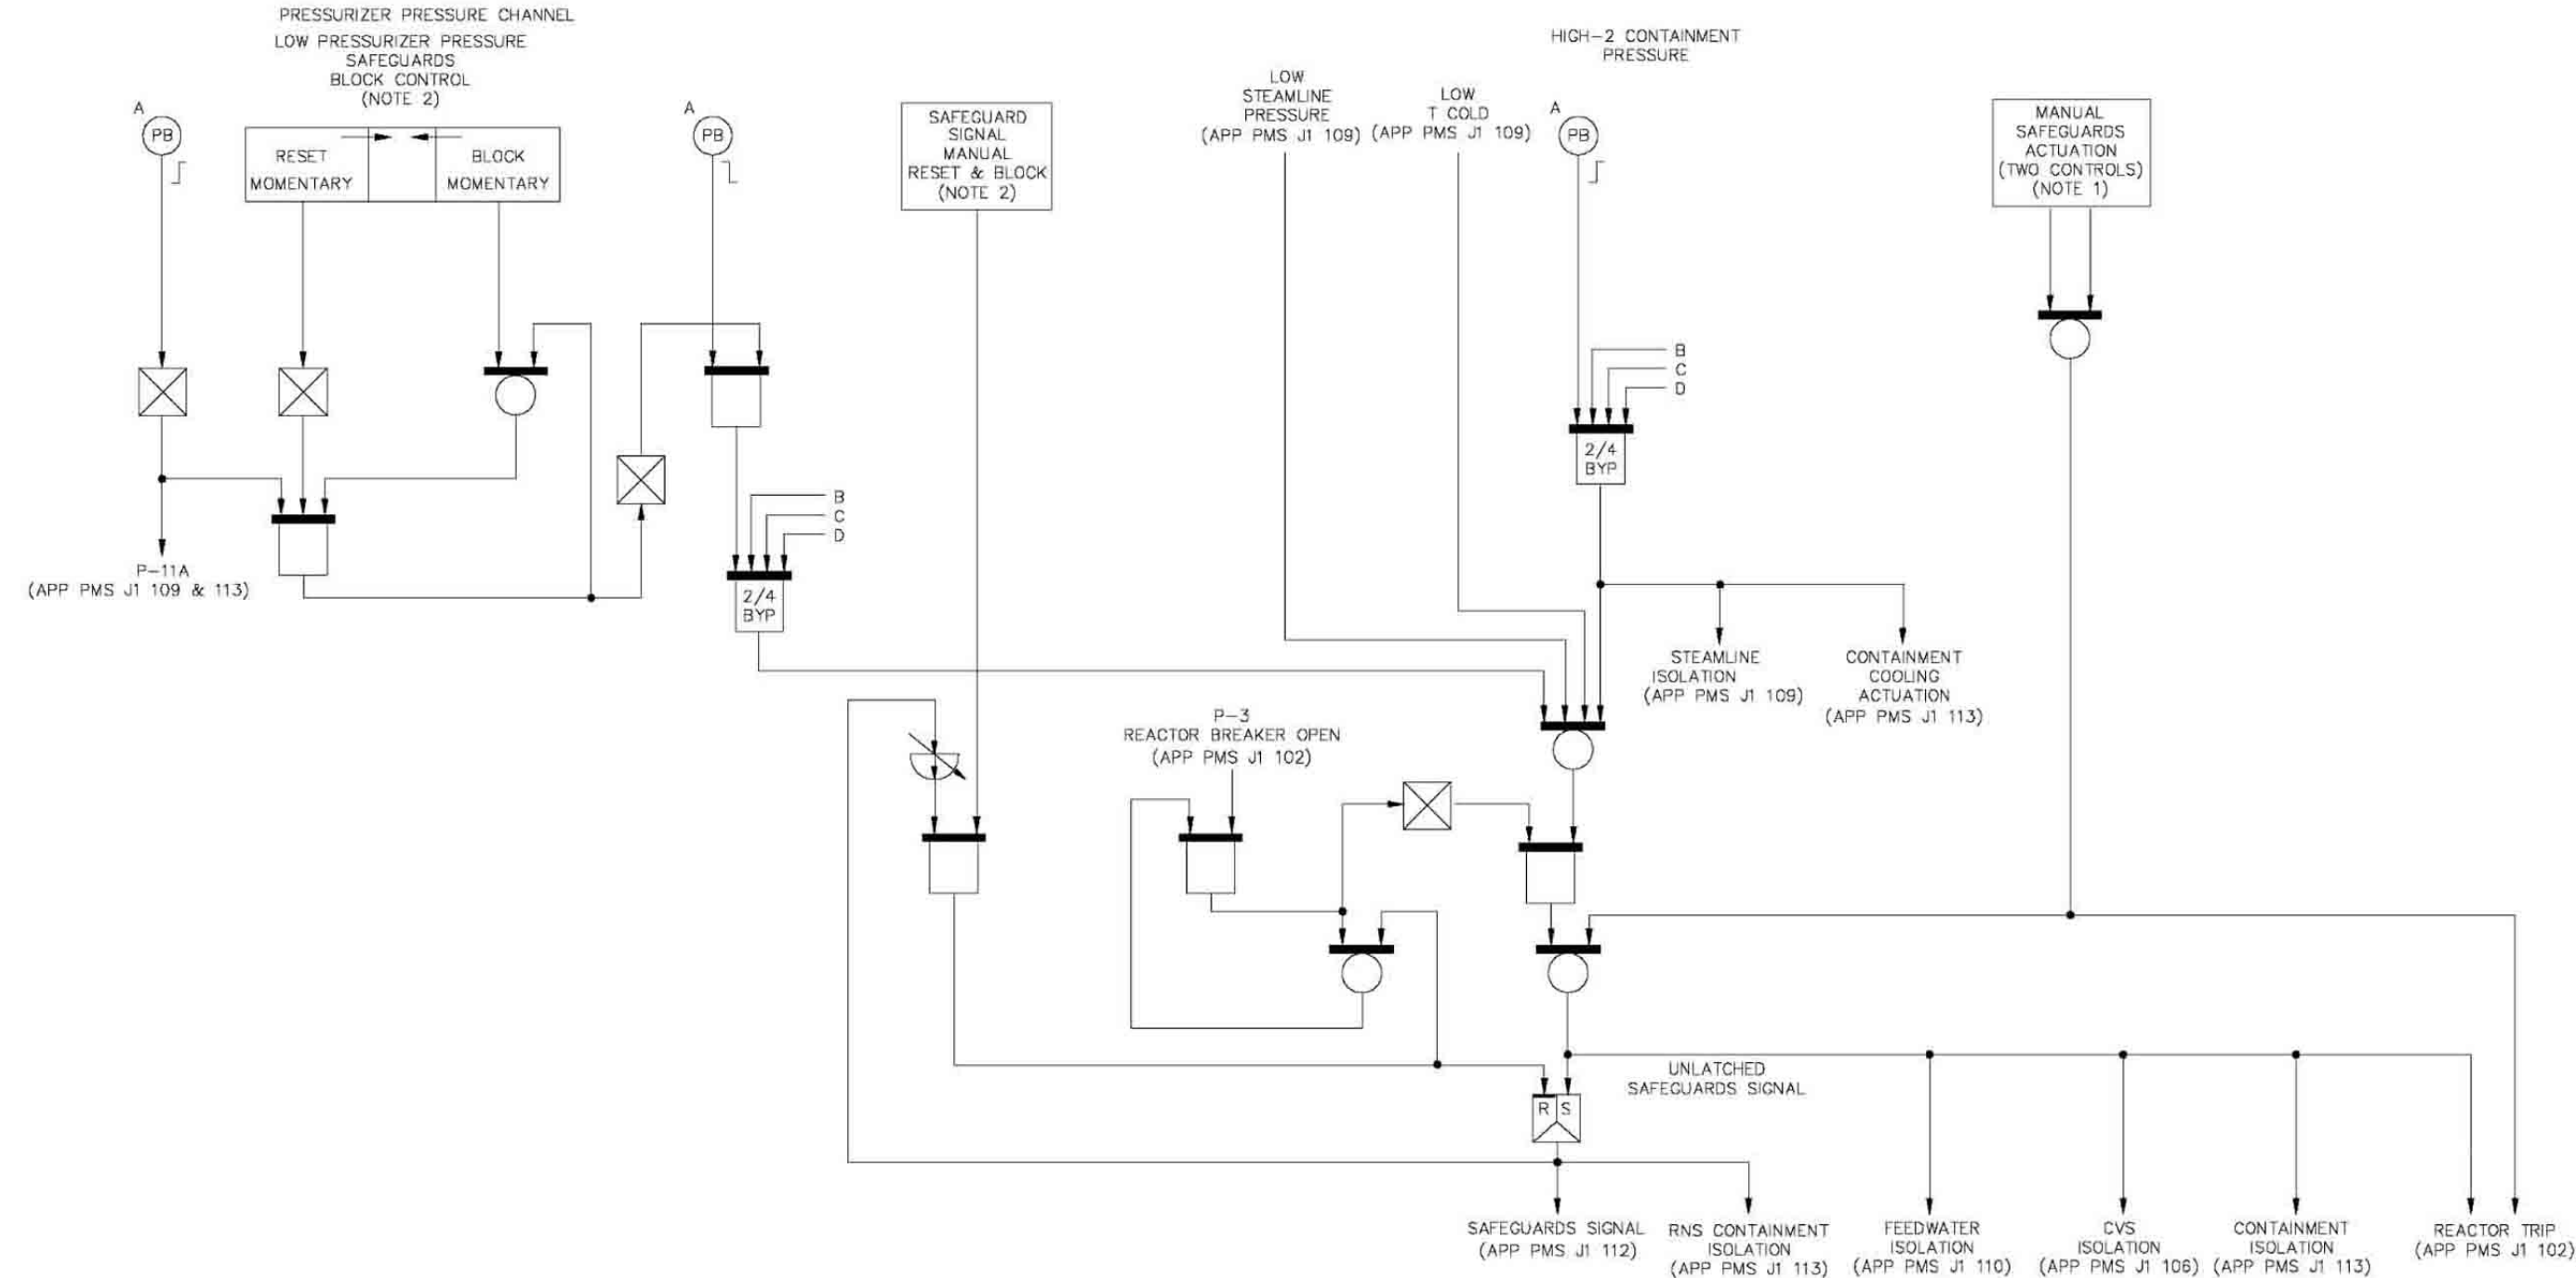 PRESSURIZER PRESSURE CHANNEL
LOW PRESSURIZER PRESSURE
SAFEGUARDS
BLOCK CONTROL
(NOTE 2)
A
PB
RESET
MOMENTARY
BLOCK
MOMENTARY
A
PB
SAFEGUARD
SIGNAL
MANUAL
RESET & BLOCK
(NOTE 2)
LOW
STEAMLINE
PRESSURE
(APP PMS J1 109)
LOW
T COLD
(APP PMS J1 109)
HIGH-2 CONTAINMENT
PRESSURE
A
PB
MANUAL
SAFEGUARDS
ACTUATION
(TWO CONTROLS)
(NOTE 1)
B
C
D
2/4
BYP
P-11A
(APP PMS J1 109 & 113)
B
C
D
2/4
BYP
STEAMLINE
ISOLATION
(APP PMS J1 109)
CONTAINMENT
COOLING
ACTUATION
(APP PMS J1 113)
P-3
REACTOR BREAKER OPEN
(APP PMS J1 102)
UNLATCHED
SAFEGUARDS SIGNAL
R S
SAFEGUARDS SIGNAL
(APP PMS J1 112)
RNS CONTAINMENT
ISOLATION
(APP PMS J1 113)
FEEDWATER
ISOLATION
(APP PMS J1 110)
CVS
ISOLATION
(APP PMS J1 106)
CONTAINMENT
ISOLATION
(APP PMS J1 113)
REACTOR TRIP
(APP PMS J1 102)